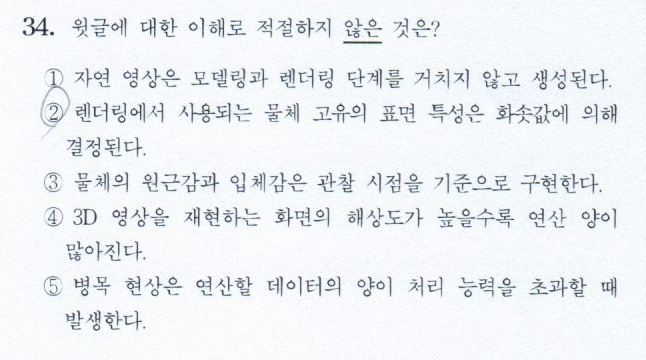 34. 윗글에 대한 이해로 적절하지 않은 것은?
① 자연 영상은 모델링과 렌더링 단계를 거치지 않고 생성된다.
② 렌더링에서 사용되는 물체 고유의 표면 특성은 화솟값에 의해
결정된다.
③ 물체의 원근감과 입체감은 관찰 시점을 기준으로 구현한다.
④ 3D 영상을 재현하는 화면의 해상도가 높을수록 연산 양이
많아진다.
⑤ 병목 현상은 연산할 데이터의 양이 처리 능력을 초과할 때
발생한다.